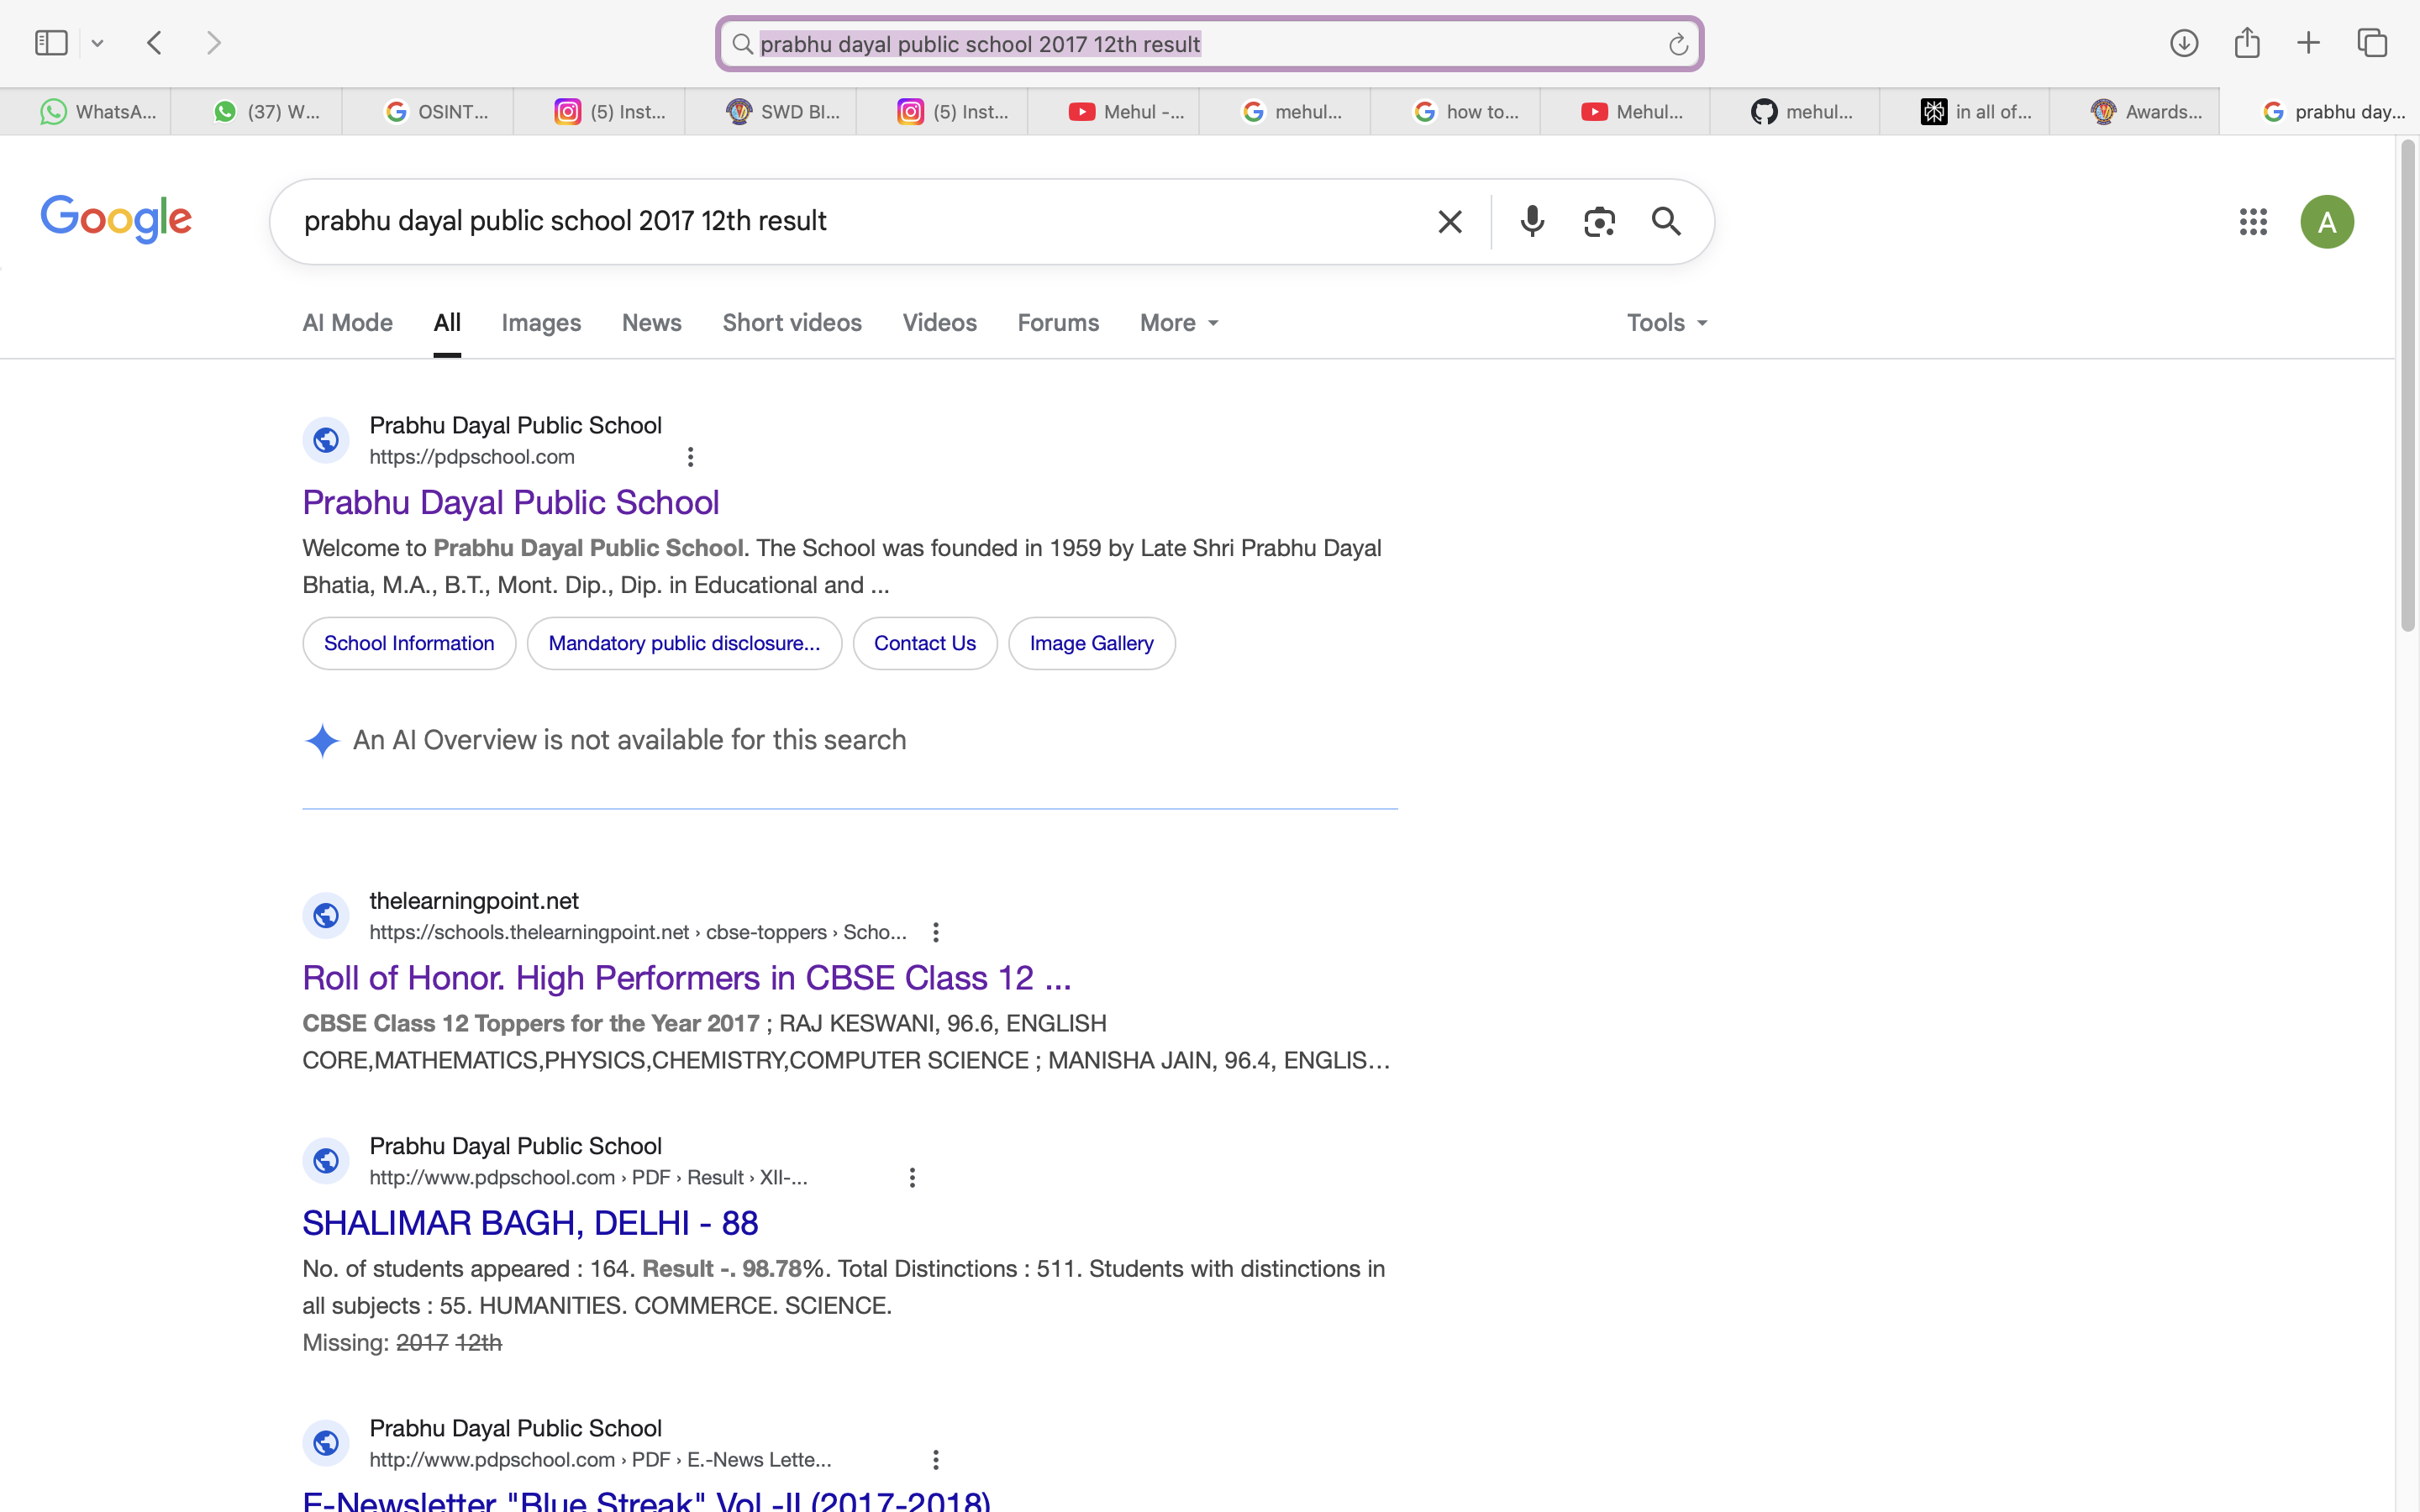 prabhu dayal public school 2017 12th result
WhatsA...
(37) W...
OSINT...
(5) Inst...
SWD BI...
(5) Inst...
Mehul -...
mehul...
how to...
Mehul...
mehul...
in all of...
Awards...
prabhu day...
Google
prabhu dayal public school 2017 12th result
A
AI Mode
All
Images
News
Short videos
Videos
Forums
More
Tools
Prabhu Dayal Public School
https://pdpschool.com
Prabhu Dayal Public School
Welcome to Prabhu Dayal Public School. The School was founded in 1959 by Late Shri Prabhu Dayal
Bhatia, M.A., B.T., Mont. Dip., Dip. in Educational and ...
School Information
Mandatory public disclosure...
Contact Us
Image Gallery
An AI Overview is not available for this search
thelearningpoint.net
https://schools.thelearningpoint.net › cbse-toppers › Scho...
Roll of Honor. High Performers in CBSE Class 12 ...
CBSE Class 12 Toppers for the Year 2017 ; RAJ KESWANI, 96.6, ENGLISH
CORE,MATHEMATICS,PHYSICS,CHEMISTRY,COMPUTER SCIENCE ; MANISHA JAIN, 96.4, ENGLIS...
Prabhu Dayal Public School
http://www.pdpschool.com › PDF › Result › XII-...
SHALIMAR BAGH, DELHI - 88
No. of students appeared : 164. Result -. 98.78%. Total Distinctions : 511. Students with distinctions in
all subjects : 55. HUMANITIES. COMMERCE. SCIENCE.
Missing: 2017 12th
Prabhu Dayal Public School
http://www.pdpschool.com › PDF › E.-News Lette...
E-Newsletter "Blue Streak" Vol.-II (2017-2018)